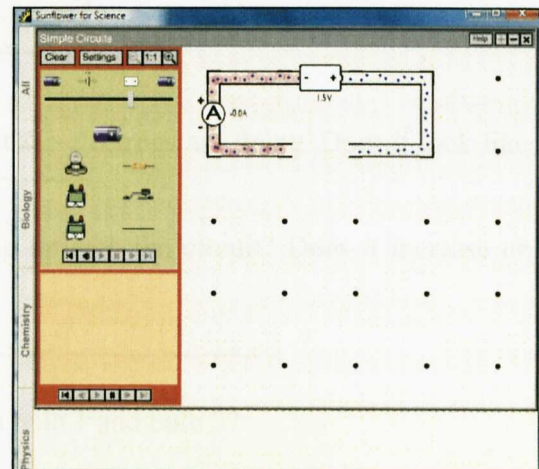 Sunflower for Science
Simple Circuits
Help
Clear
Settings
1:1
All
Biology
Chemistry
Physics
- +
1.5V
+
A
-0.0A
-